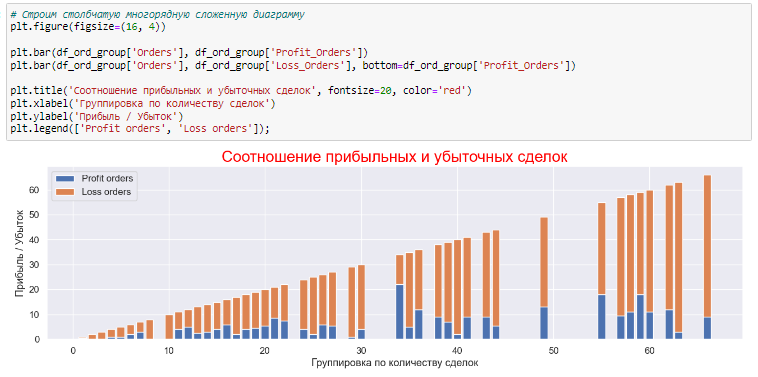 # Строим столбчатую многорядную сложенную диаграмму
plt.figure(figsize=(16, 4))
plt.bar(df_ord_group['Orders'], df_ord_group['Profit_Orders'])
plt.bar(df_ord_group['Orders'], df_ord_group['Loss_Orders'], bottom=df_ord_group['Profit_Orders'])
plt.title('Соотношение прибыльных и убыточных сделок', fontsize=20, color='red')
plt.xlabel('Группировка по количеству сделок')
plt.ylabel('Прибыль / Убыток')
plt.legend(['Profit orders', 'Loss orders']);
Соотношение прибыльных и убыточных сделок
Profit orders
Loss orders
Прибыль / Убыток
60
50
40
30
20
10
0
0 10 20 30 40 50 60
Группировка по количеству сделок